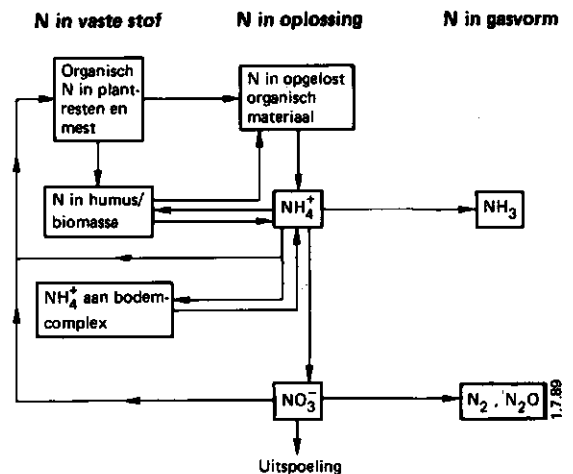 N in vaste stof
N in oplossing
N in gasvorm
Organisch
N in plant-
resten en
mest
N in opgelost
organisch
materiaal
N in humus/
biomassa
NH₄⁺
NH₃
NH₄⁺ aan bodem-
complex
NO₃⁻
N₂ , N₂O
1.7.89
Uitspoeling